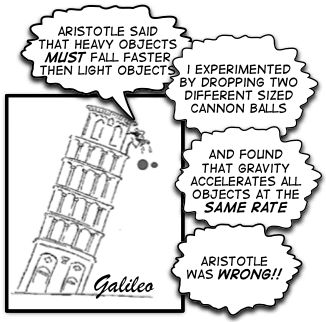 ARISTOTLE SAID
THAT HEAVY OBJECTS
MUST FALL FASTER
THEN LIGHT OBJECTS
I EXPERIMENTED
BY DROPPING TWO
DIFFERENT SIZED
CANNON BALLS
AND FOUND
THAT GRAVITY
ACCELERATES ALL
OBJECTS AT THE
SAME RATE
ARISTOTLE
WAS WRONG!!
Galileo